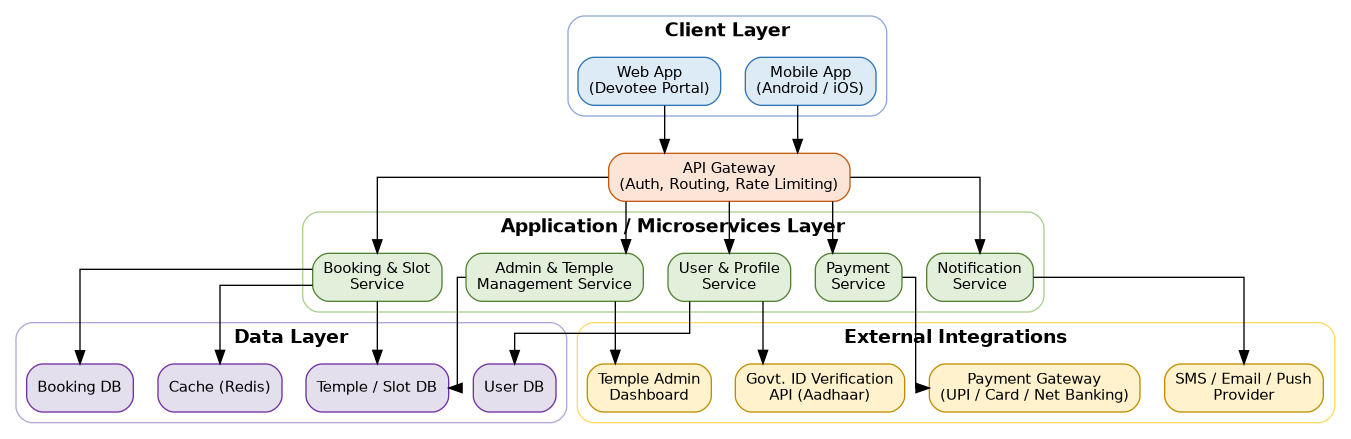 Client Layer
Web App
(Devotee Portal)
Mobile App
(Android / iOS)
API Gateway
(Auth, Routing, Rate Limiting)
Application / Microservices Layer
Booking & Slot
Service
Admin & Temple
Management Service
User & Profile
Service
Payment
Service
Notification
Service
Data Layer
Booking DB
Cache (Redis)
Temple / Slot DB
User DB
External Integrations
Temple Admin
Dashboard
Govt. ID Verification
API (Aadhaar)
Payment Gateway
(UPI / Card / Net Banking)
SMS / Email / Push
Provider